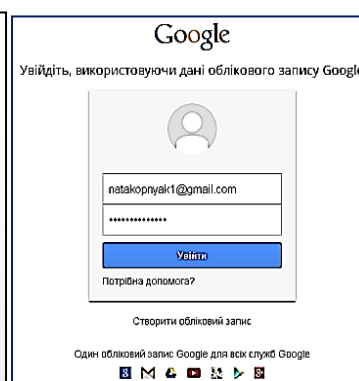 Google
Увійдіть, використовуючи дані облікового запису Google
natakopnyak1@gmail.com
••••••••••••••
Увійти
Потрібна допомога?
Створити обліковий запис
Один обліковий запис Google для всіх служб Google